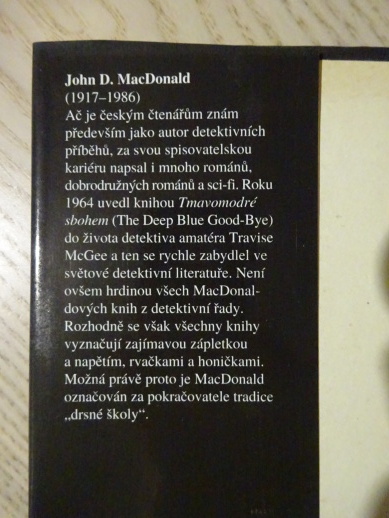 John D. MacDonald
(1917–1986)
Ač je českým čtenářům znám
především jako autor detektivních
příběhů, za svou spisovatelskou
kariéru napsal i mnoho románů,
dobrodružných románů a sci-fi. Roku
1964 uvedl knihou Tmavomodré
sbohem (The Deep Blue Good-Bye)
do života detektiva amatéra Travise
McGee a ten se rychle zabydlel ve
světové detektivní literatuře. Není
ovšem hrdinou všech MacDonal-
dových knih z detektivní řady.
Rozhodně se však všechny knihy
vyznačují zajímavou zápletkou
a napětím, rvačkami a honičkami.
Možná právě proto je MacDonald
označován za pokračovatele tradice
„drsné školy“.